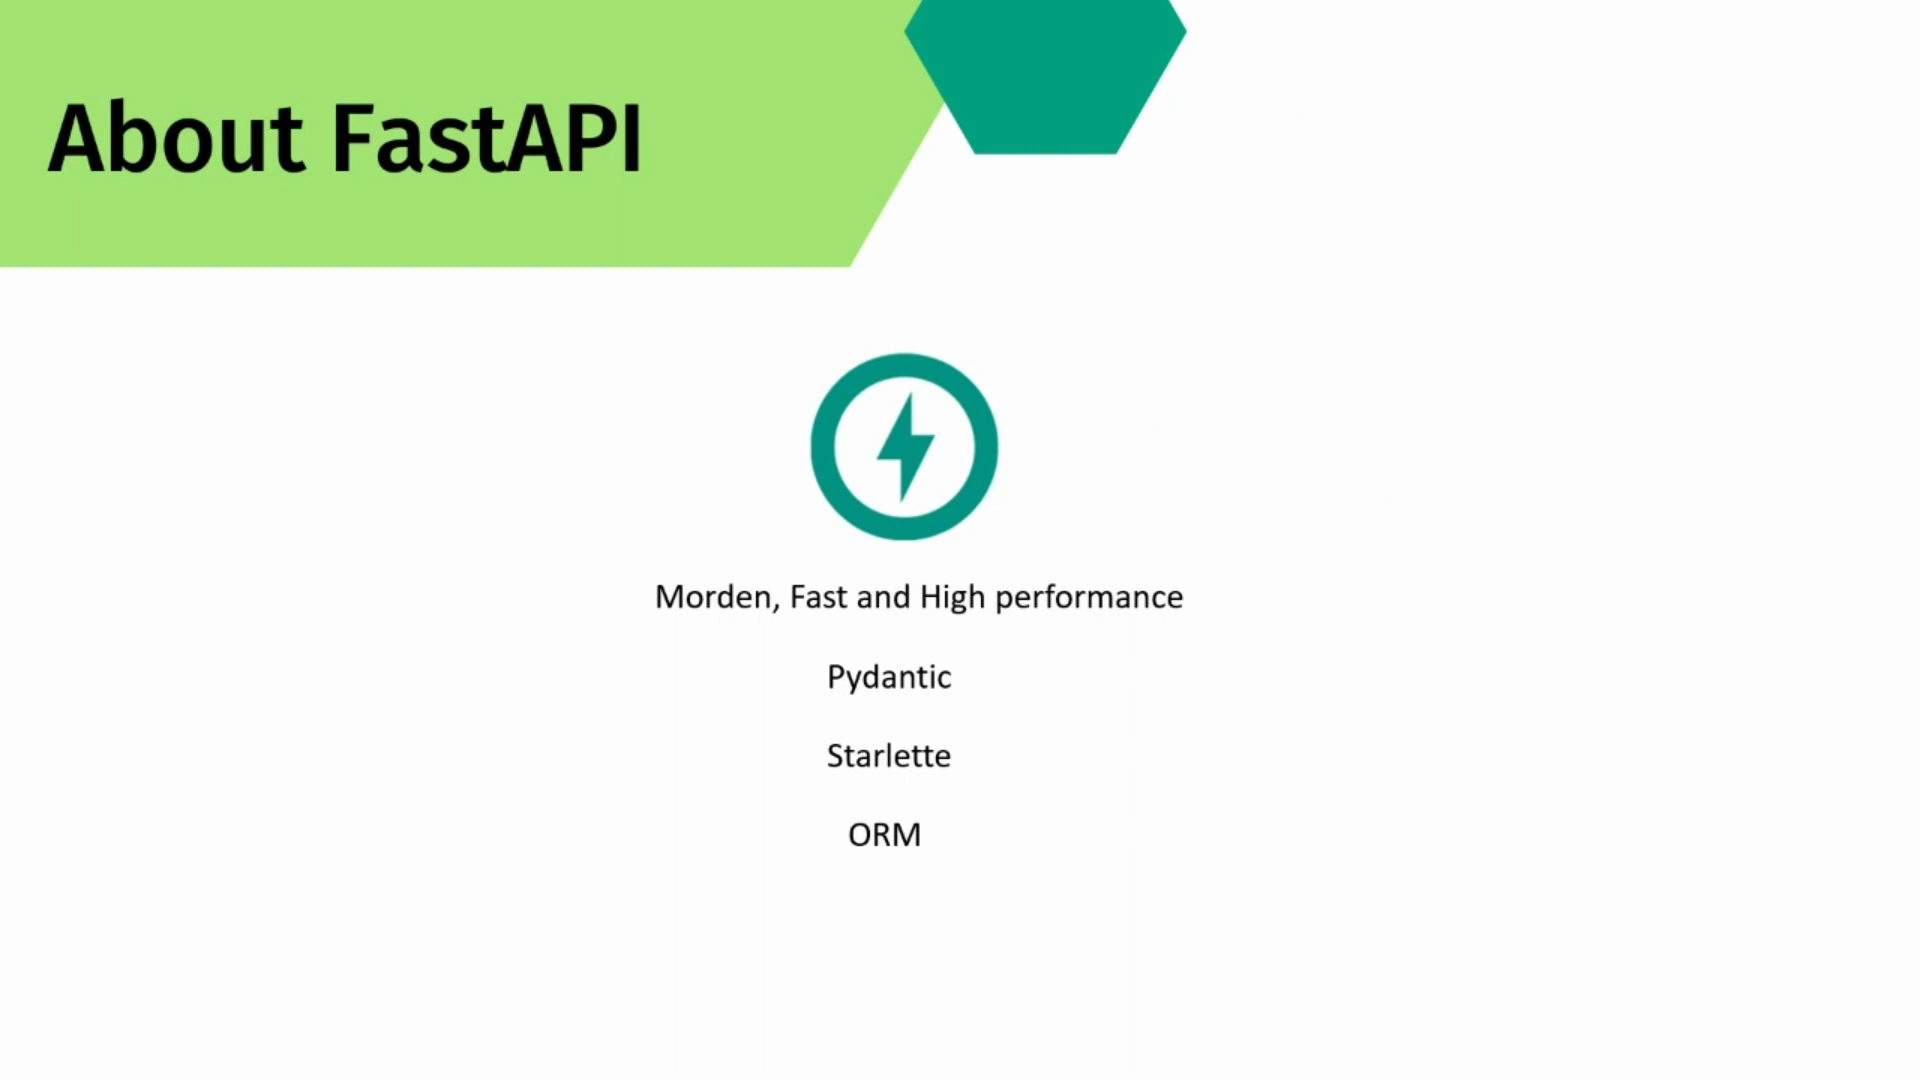 About FastAPI
Morden, Fast and High performance
Pydantic
Starlette
ORM